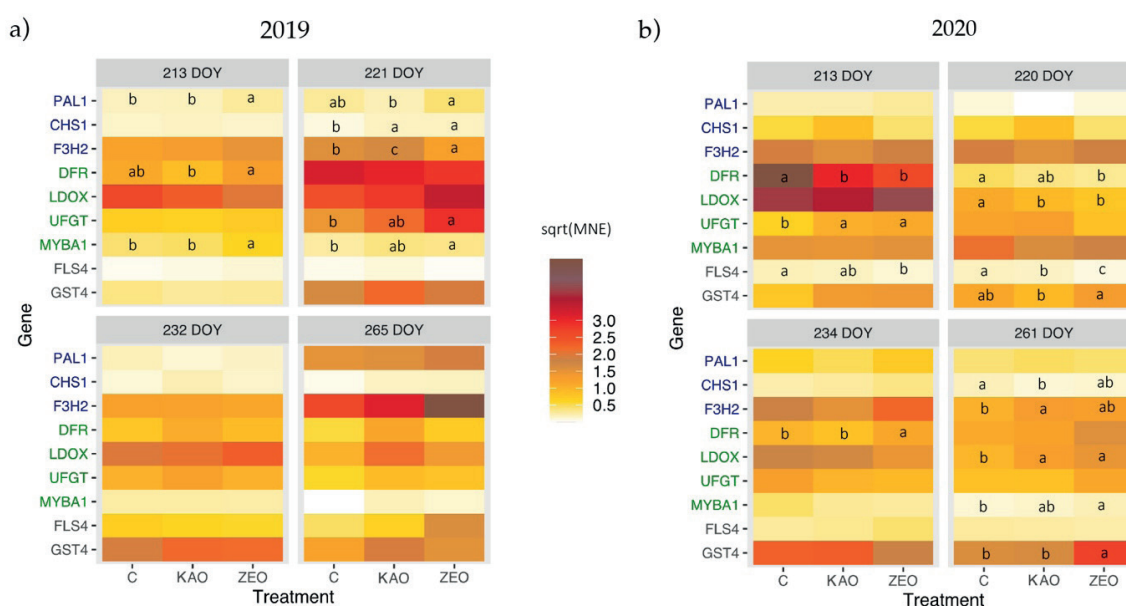 a) 2019
213 DOY 221 DOY
PAL1 b b a ab b a
CHS1 b a a
F3H2 b c a
DFR ab b a
LDOX
UFGT b ab a
MYBA1 b b a b ab a
FLS4
GST4
Gene
232 DOY 265 DOY
PAL1
CHS1
F3H2
DFR
LDOX
UFGT
MYBA1
FLS4
GST4
C KAO ZEO C KAO ZEO
Treatment
sqrt(MNE)
3.0
2.5
2.0
1.5
1.0
0.5
b) 2020
213 DOY 220 DOY
PAL1
CHS1
F3H2
DFR a b b a ab b
LDOX a b b
UFGT b a a
MYBA1
FLS4 a ab b a b c
GST4 ab b a
Gene
234 DOY 261 DOY
PAL1
CHS1 a b ab
F3H2 b a ab
DFR b b a
LDOX b a a
UFGT
MYBA1 b ab a
FLS4
GST4 b b a
C KAO ZEO C KAO ZEO
Treatment